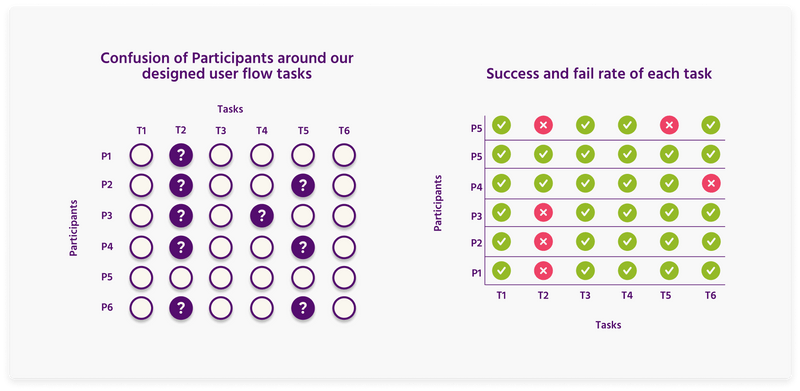 Confusion of Participants around our
designed user flow tasks
Tasks
T1 T2 T3 T4 T5 T6
P1 ?
P2 ? ?
P3 ? ?
P4 ? ?
P5
P6 ? ?
Participants
Success and fail rate of each task
P5
P5
P4
P3
P2
P1
T1 T2 T3 T4 T5 T6
Participants
Tasks